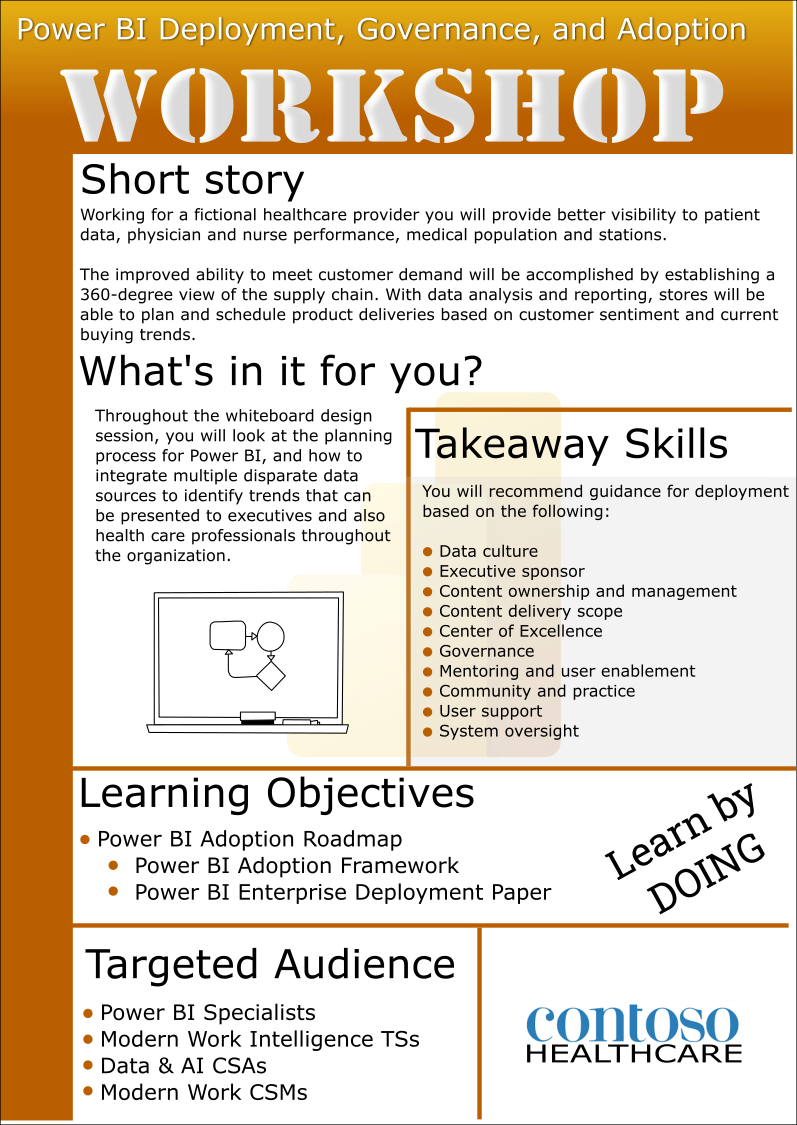 Power BI Deployment, Governance, and Adoption
WORKSHOP
Short story
Working for a fictional healthcare provider you will provide better visibility to patient
data, physician and nurse performance, medical population and stations.
The improved ability to meet customer demand will be accomplished by establishing a
360-degree view of the supply chain. With data analysis and reporting, stores will be
able to plan and schedule product deliveries based on customer sentiment and current
buying trends.
What's in it for you?
Throughout the whiteboard design
session, you will look at the planning
process for Power BI, and how to
integrate multiple disparate data
sources to identify trends that can
be presented to executives and also
health care professionals throughout
the organization.
Takeaway Skills
You will recommend guidance for deployment
based on the following:
Data culture
Executive sponsor
Content ownership and management
Content delivery scope
Center of Excellence
Governance
Mentoring and user enablement
Community and practice
User support
System oversight
Learning Objectives
Power BI Adoption Roadmap
Power BI Adoption Framework
Power BI Enterprise Deployment Paper
Learn by
DOING
Targeted Audience
Power BI Specialists
Modern Work Intelligence TSs
Data & AI CSAs
Modern Work CSMs
contoso
HEALTHCARE